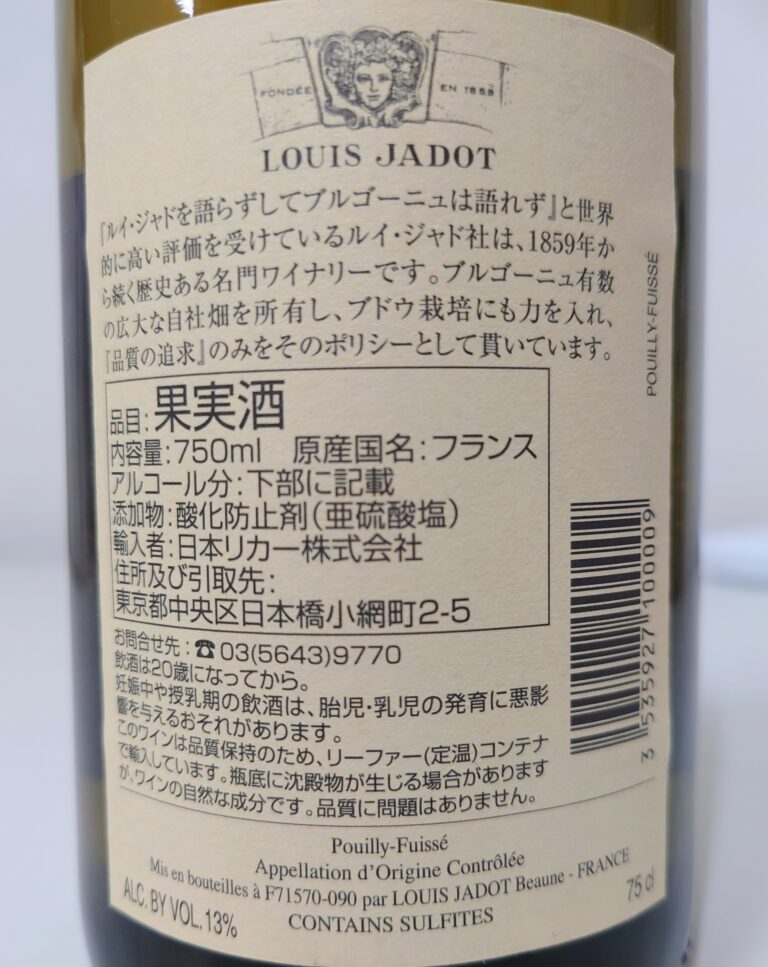 FONDÉE EN 1859
LOUIS JADOT
『ルイ・ジャドを語らずしてブルゴーニュは語れず』と世界
的に高い評価を受けているルイ・ジャド社は、1859年か
ら続く歴史ある名門ワイナリーです。ブルゴーニュ有数
の広大な自社畑を所有し、ブドウ栽培にも力を入れ、
『品質の追求』のみをそのポリシーとして貫いています。
品目:果実酒
内容量:750ml 原産国名:フランス
アルコール分:下部に記載
添加物:酸化防止剤(亜硫酸塩)
輸入者:日本リカー株式会社
住所及び引取先:
東京都中央区日本橋小網町2-5
お問合せ先:☎03(5643)9770
飲酒は20歳になってから。
妊娠中や授乳期の飲酒は、胎児・乳児の発育に悪影
響を与えるおそれがあります。
このワインは品質保持のため、リーファー(定温)コンテナ
で輸入しています。瓶底に沈殿物が生じる場合があります
が、ワインの自然な成分です。品質に問題はありません。
POUILLY-FUISSÉ
3 535927 100009
Pouilly-Fuissé
Appellation d'Origine Contrôlée
Mis en bouteilles à F71570-090 par LOUIS JADOT Beaune - FRANCE
ALC. BY VOL. 13% CONTAINS SULFITES 75 cl